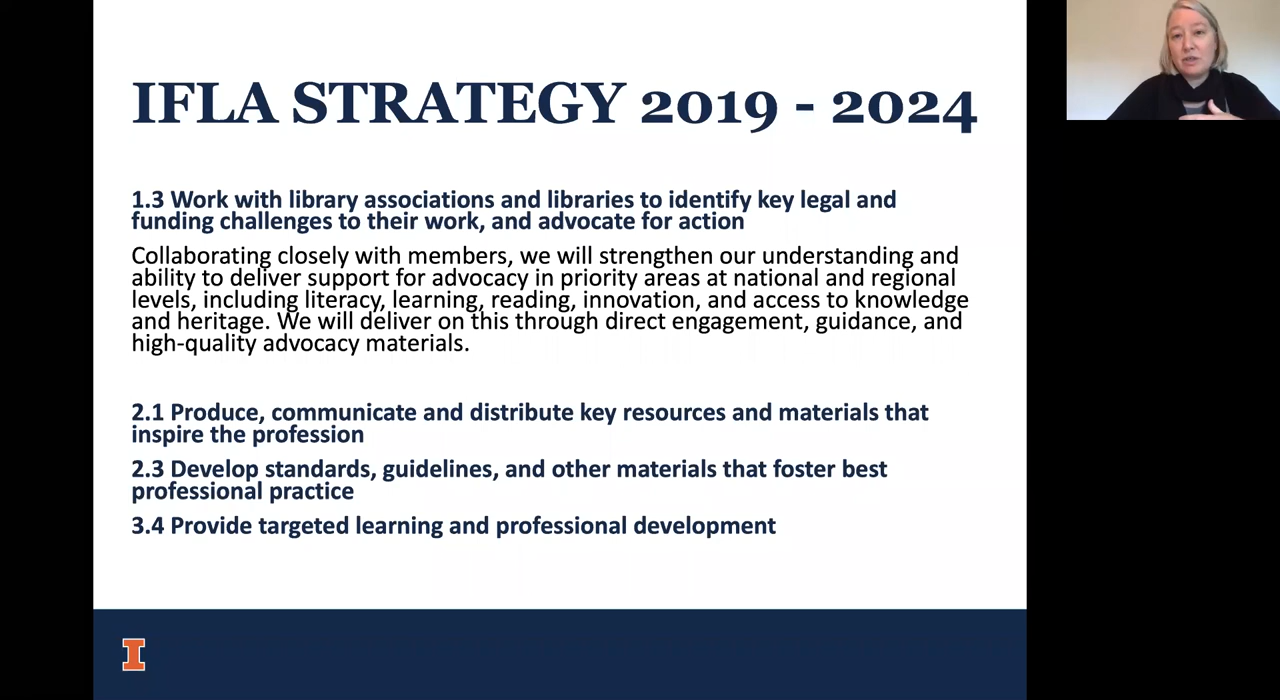 IFLA STRATEGY 2019 - 2024
1.3 Work with library associations and libraries to identify key legal and
funding challenges to their work, and advocate for action
Collaborating closely with members, we will strengthen our understanding and
ability to deliver support for advocacy in priority areas at national and regional
levels, including literacy, learning, reading, innovation, and access to knowledge
and heritage. We will deliver on this through direct engagement, guidance, and
high-quality advocacy materials.
2.1 Produce, communicate and distribute key resources and materials that
inspire the profession
2.3 Develop standards, guidelines, and other materials that foster best
professional practice
3.4 Provide targeted learning and professional development
I